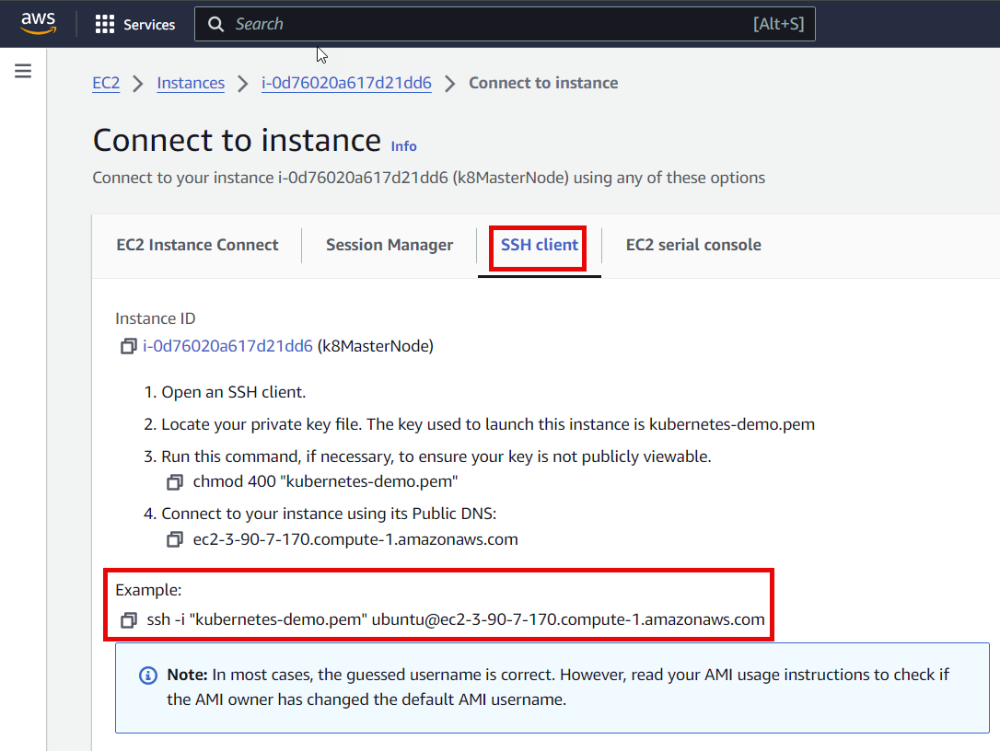 aws
Services
Search
[Alt+S]
EC2 > Instances > i-0d76020a617d21dd6 > Connect to instance
Connect to instance Info
Connect to your instance i-0d76020a617d21dd6 (k8MasterNode) using any of these options
EC2 Instance Connect
Session Manager
SSH client
EC2 serial console
Instance ID
i-0d76020a617d21dd6 (k8MasterNode)
1. Open an SSH client.
2. Locate your private key file. The key used to launch this instance is kubernetes-demo.pem
3. Run this command, if necessary, to ensure your key is not publicly viewable.
chmod 400 "kubernetes-demo.pem"
4. Connect to your instance using its Public DNS:
ec2-3-90-7-170.compute-1.amazonaws.com
Example:
ssh -i "kubernetes-demo.pem" ubuntu@ec2-3-90-7-170.compute-1.amazonaws.com
Note: In most cases, the guessed username is correct. However, read your AMI usage instructions to check if
the AMI owner has changed the default AMI username.